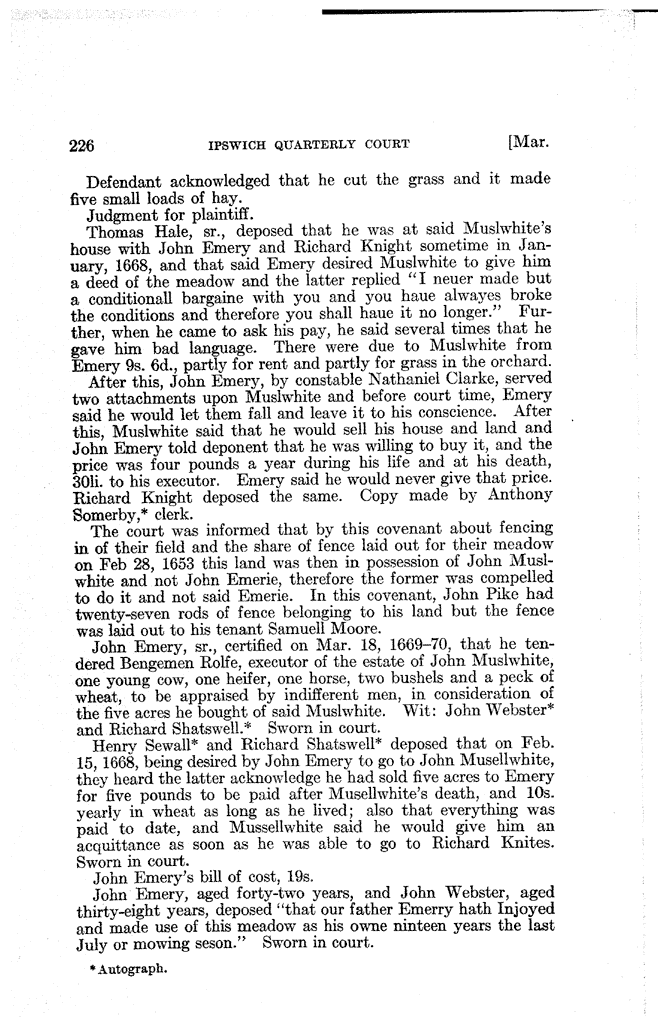 226 IPSWICH QUARTERLY COURT [Mar.
Defendant acknowledged that he cut the grass and it made
five small loads of hay.
Judgment for plaintiff.
Thomas Hale, sr., deposed that he was at said Muslwhite's
house with John Emery and Richard Knight sometime in Jan-
uary, 1668, and that said Emery desired Muslwhite to give him
a deed of the meadow and the latter replied "I neuer made but
a conditionall bargaine with you and you haue alwayes broke
the conditions and therefore you shall haue it no longer." Fur-
ther, when he came to ask his pay, he said several times that he
gave him bad language. There were due to Muslwhite from
Emery 9s. 6d., partly for rent and partly for grass in the orchard.
After this, John Emery, by constable Nathaniel Clarke, served
two attachments upon Muslwhite and before court time, Emery
said he would let them fall and leave it to his conscience. After
this, Muslwhite said that he would sell his house and land and
John Emery told deponent that he was willing to buy it, and the
price was four pounds a year during his life and at his death,
30li. to his executor. Emery said he would never give that price.
Richard Knight deposed the same. Copy made by Anthony
Somerby,* clerk.
The court was informed that by this covenant about fencing
in of their field and the share of fence laid out for their meadow
on Feb 28, 1653 this land was then in possession of John Musl-
white and not John Emerie, therefore the former was compelled
to do it and not said Emerie. In this covenant, John Pike had
twenty-seven rods of fence belonging to his land but the fence
was laid out to his tenant Samuell Moore.
John Emery, sr., certified on Mar. 18, 1669–70, that he ten-
dered Bengemen Rolfe, executor of the estate of John Muslwhite,
one young cow, one heifer, one horse, two bushels and a peck of
wheat, to be appraised by indifferent men, in consideration of
the five acres he bought of said Muslwhite. Wit: John Webster*
and Richard Shatswell.* Sworn in court.
Henry Sewall* and Richard Shatswell* deposed that on Feb.
15, 1668, being desired by John Emery to go to John Musellwhite,
they heard the latter acknowledge he had sold five acres to Emery
for five pounds to be paid after Musellwhite's death, and 10s.
yearly in wheat as long as he lived; also that everything was
paid to date, and Mussellwhite said he would give him an
acquittance as soon as he was able to go to Richard Knites.
Sworn in court.
John Emery's bill of cost, 19s.
John Emery, aged forty-two years, and John Webster, aged
thirty-eight years, deposed "that our father Emerry hath Injoyed
and made use of this meadow as his owne ninteen years the last
July or mowing seson." Sworn in court.
* Autograph.